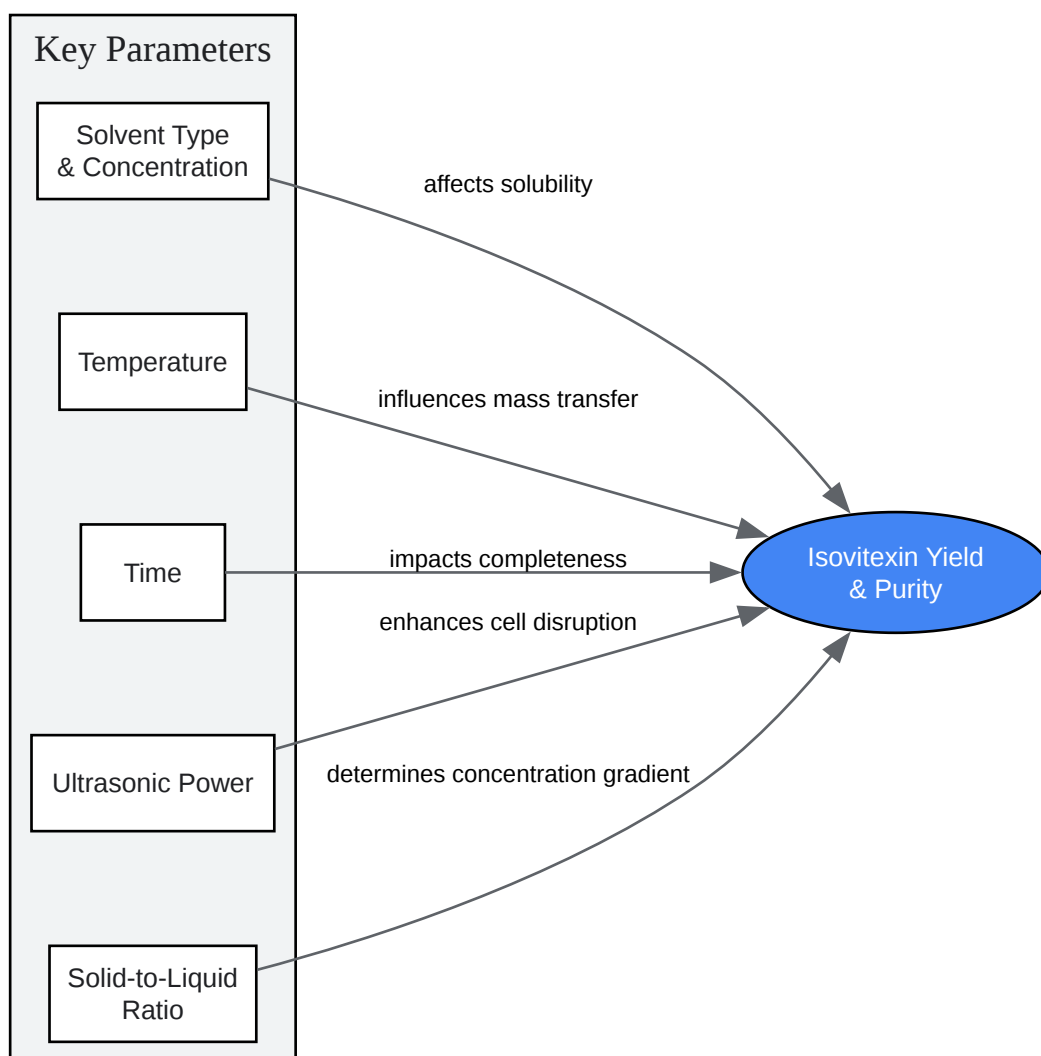 Key Parameters
Solvent Type
& Concentration
affects solubility
Temperature
influences mass transfer
Time
impacts completeness
Isovitexin Yield
& Purity
enhances cell disruption
Ultrasonic Power
determines concentration gradient
Solid-to-Liquid
Ratio